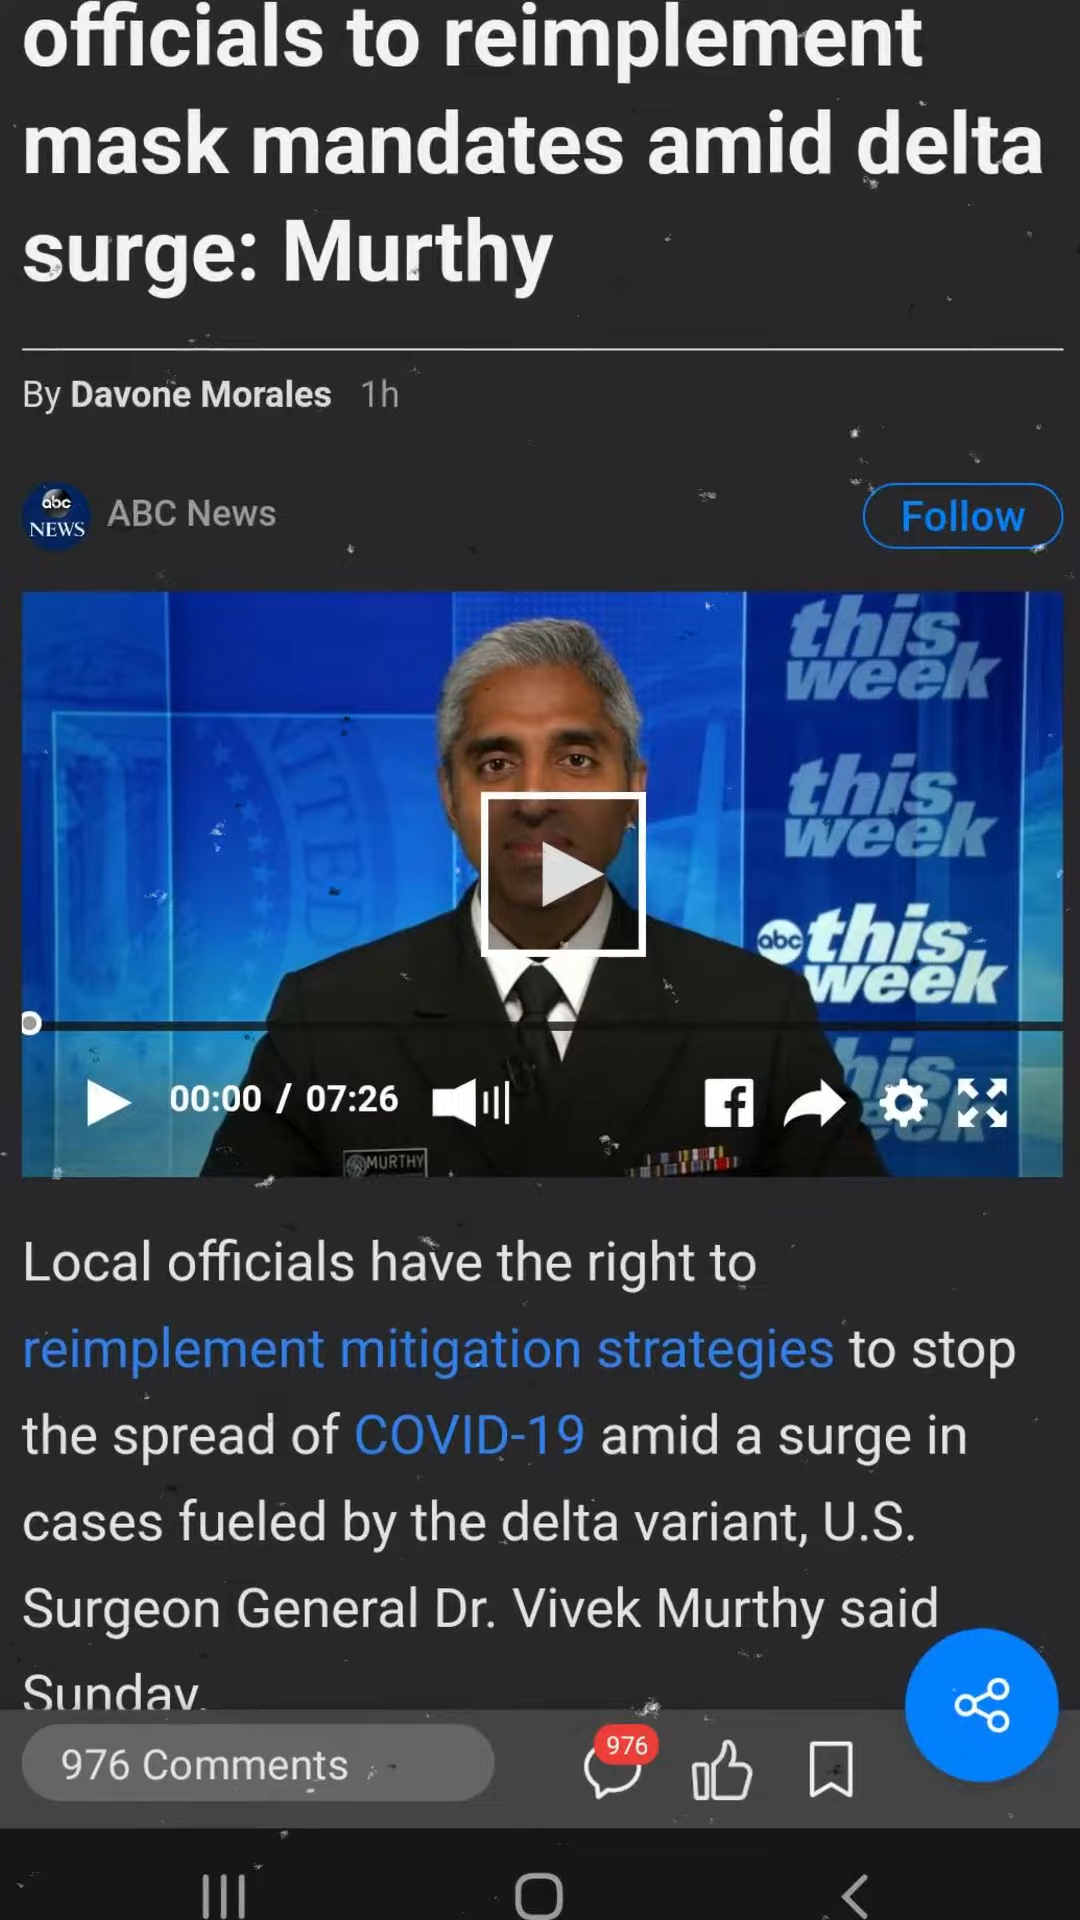 officials to reimplement
mask mandates amid delta
surge: Murthy
By Davone Morales 1h
abc
NEWS
ABC News
Follow
this
week
this
week
abc this
week
this
week
UNITED
MURTHY
00:00 / 07:26
Local officials have the right to
reimplement mitigation strategies to stop
the spread of COVID-19 amid a surge in
cases fueled by the delta variant, U.S.
Surgeon General Dr. Vivek Murthy said
Sunday.
976 Comments
976